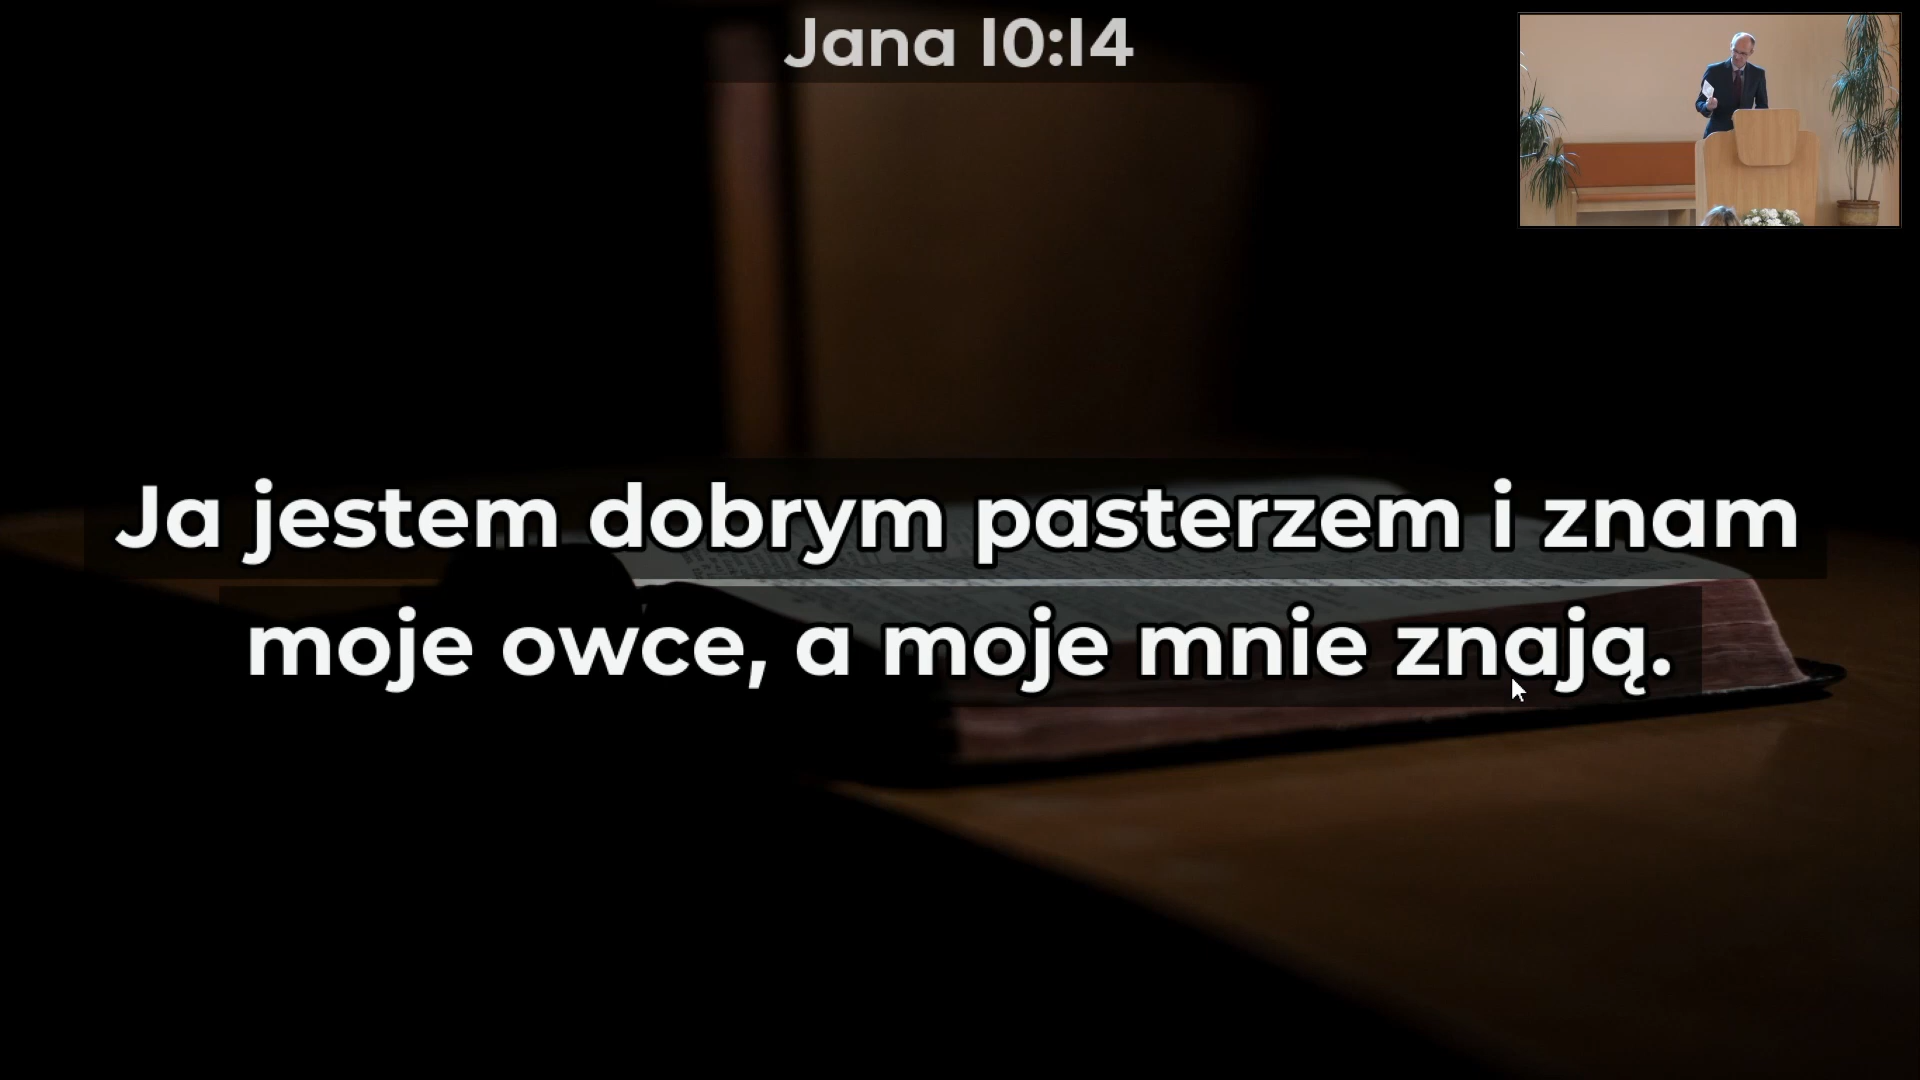 Jana 10:14
Ja jestem dobrym pasterzem i znam
moje owce, a moje mnie znają.